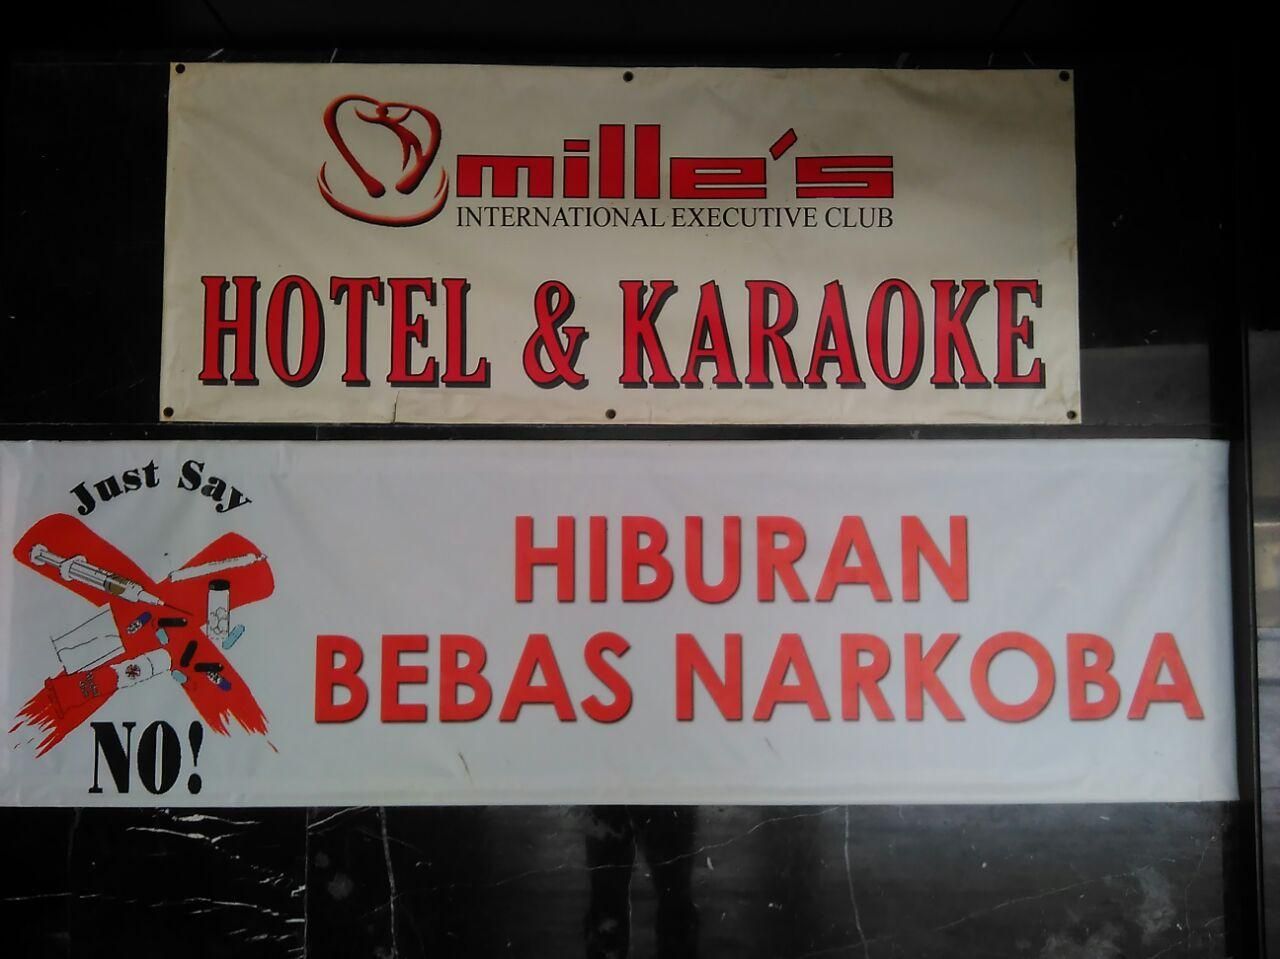 mille's
INTERNATIONAL EXECUTIVE CLUB
HOTEL & KARAOKE
Just Say
NO!
HIBURAN
BEBAS NARKOBA